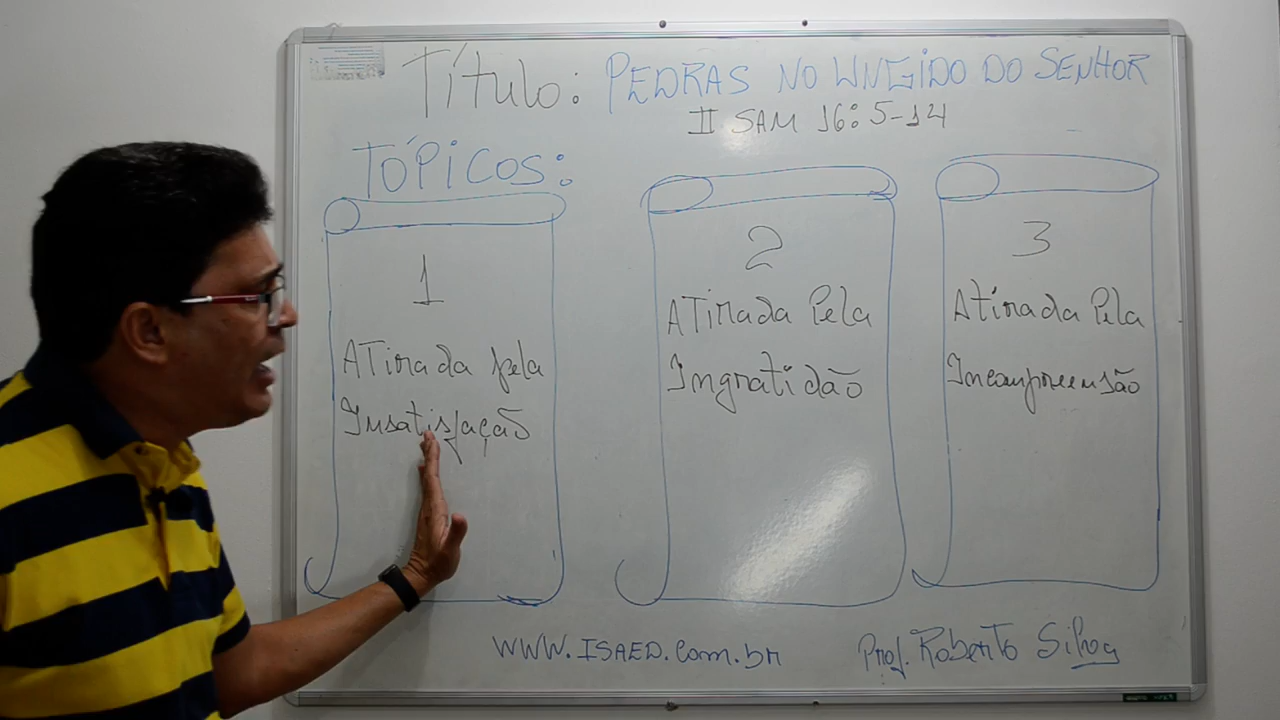 Título: PEDRAS NO UNGIDO DO SENHOR
II SAM 16:5-14
TÓPICOS:
1
ATirada pela
Insatisfação
2
ATirada Pela
Ingratidão
3
Atirada Pela
Incompreensão
WWW.ISAED.com.br
Prof. Roberto Silva